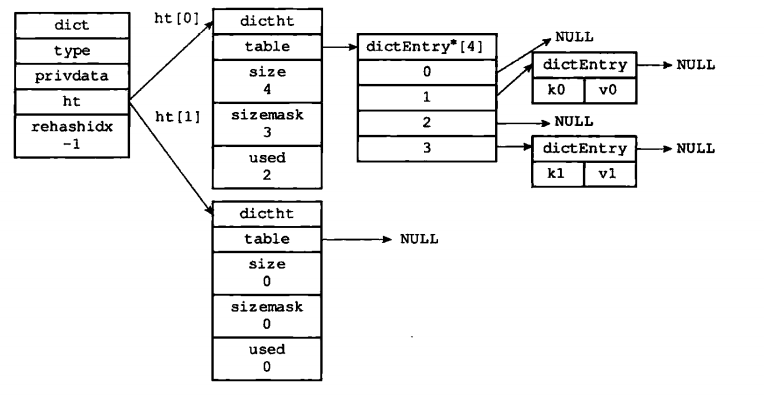 dict
type
privdata
ht
rehashidx
-1
ht[0]
ht[1]
dictht
table
size
4
sizemask
3
used
2
dictEntry*[4]
0
1
2
3
NULL
dictEntry
k0 v0
NULL
NULL
dictEntry
k1 v1
NULL
dictht
table
NULL
size
0
sizemask
0
used
0